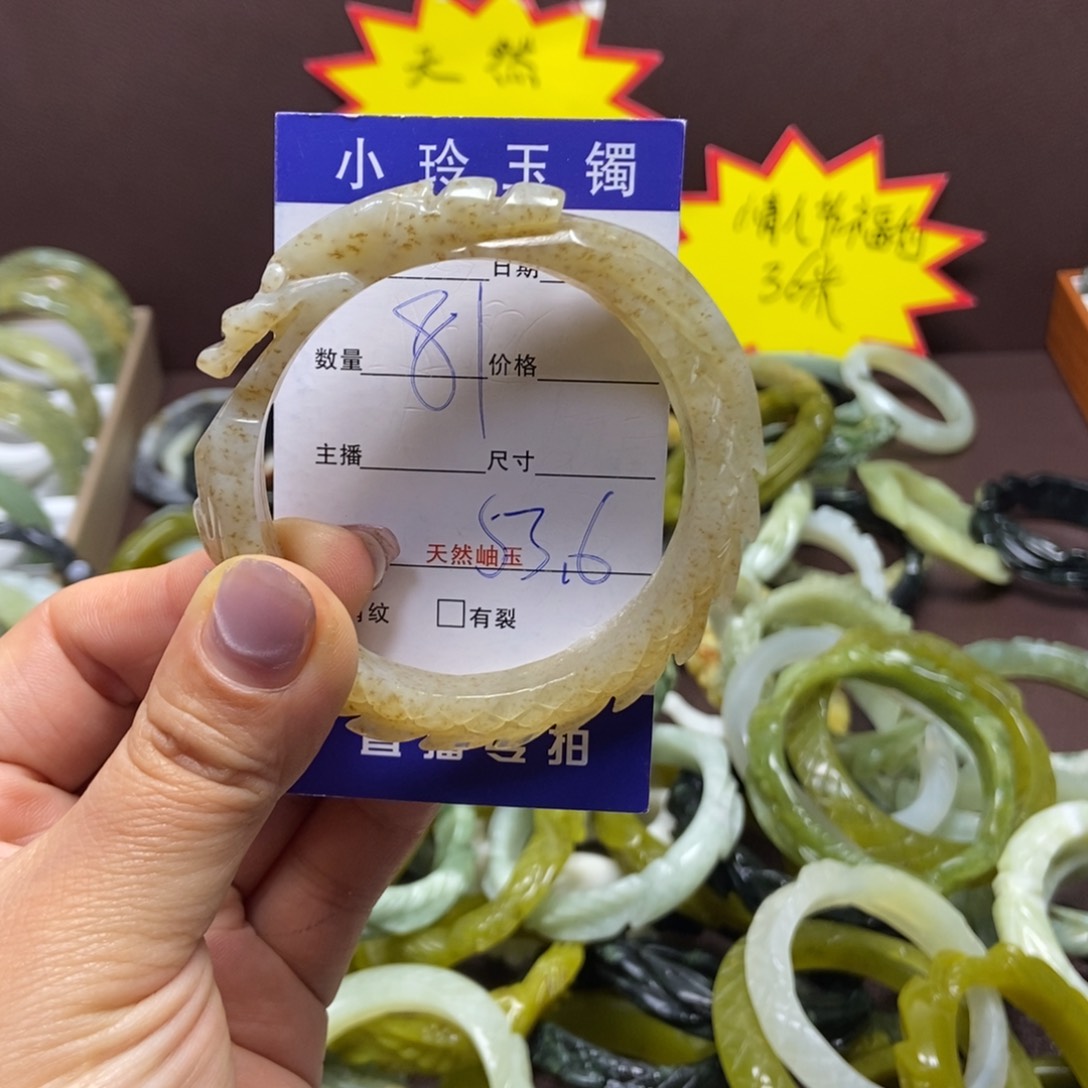 天然
小玲玉镯
情人节福利
36米
日期
81
数量 价格
主播 尺寸
53.6
天然岫玉
纹 □有裂
直播专拍